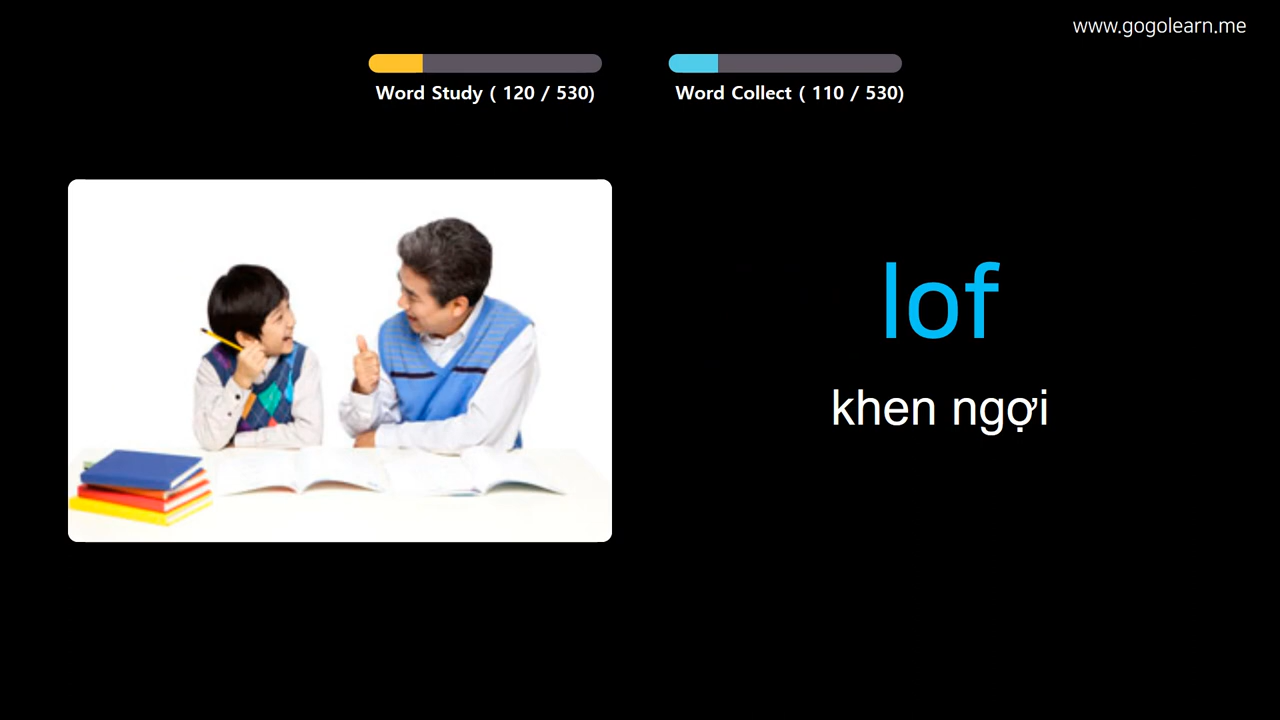 www.gogolearn.me
Word Study ( 120 / 530)
Word Collect ( 110 / 530)
lof
khen ngợi